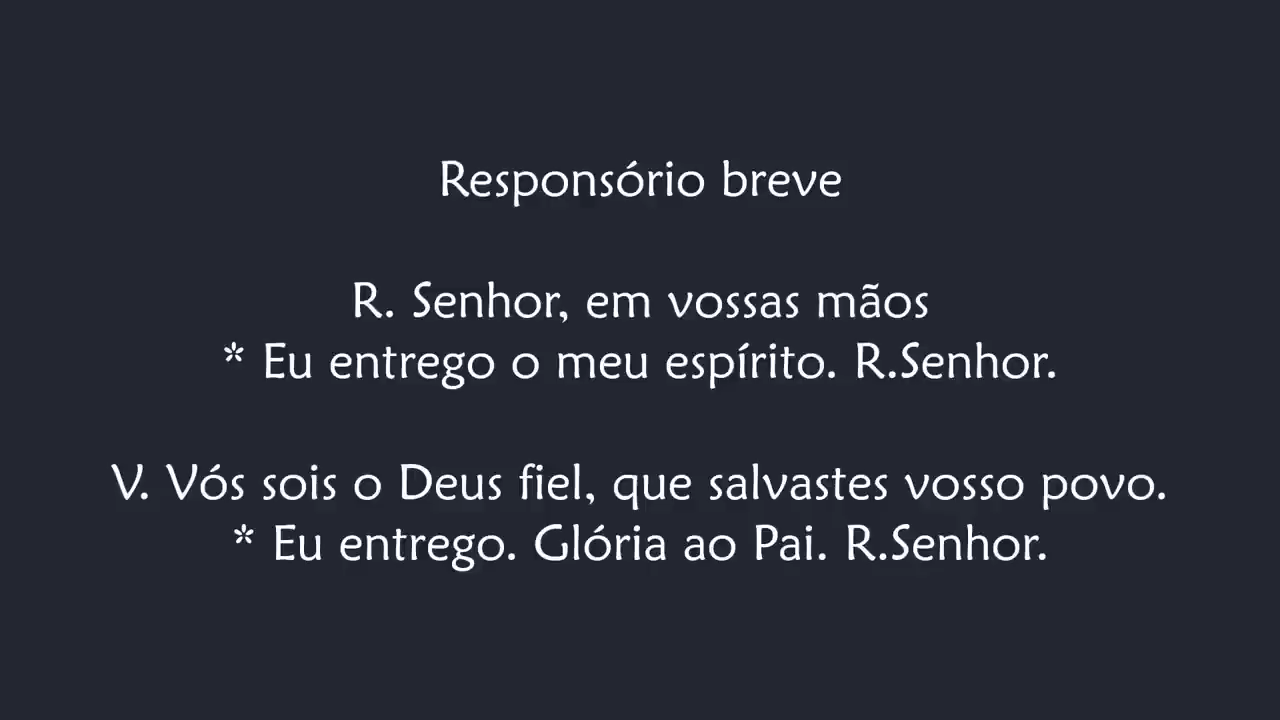 Responsório breve
R. Senhor, em vossas mãos
* Eu entrego o meu espírito. R.Senhor.
V. Vós sois o Deus fiel, que salvastes vosso povo.
* Eu entrego. Glória ao Pai. R.Senhor.